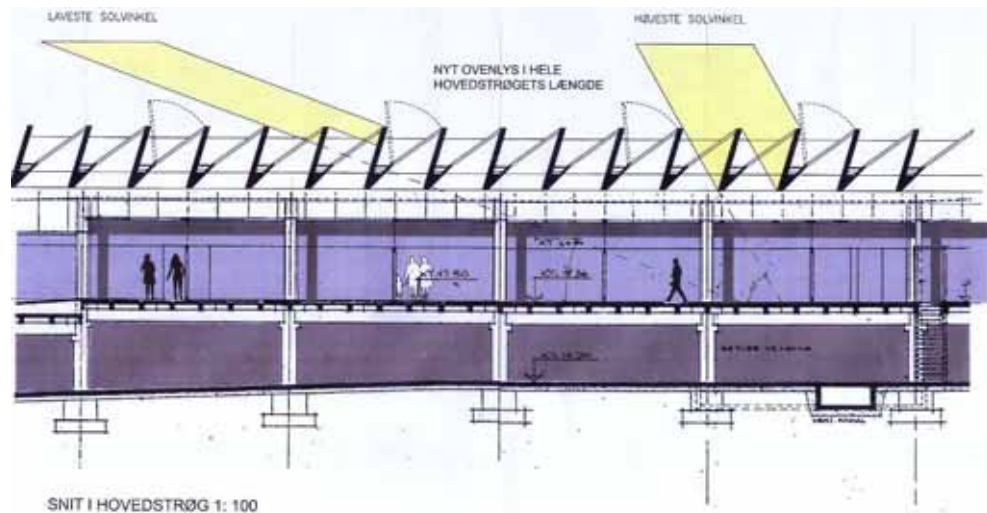 LAVESTE SOLVINKEL
HØJESTE SOLVINKEL
NYT OVENLYS I HELE
HOVEDSTRØGETS LÆNGDE
SNIT I HOVEDSTRØG 1: 100